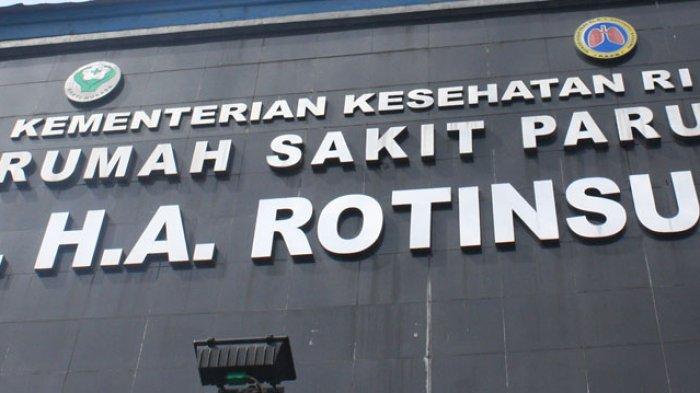 KEMENTERIAN KESEHATAN RI
RUMAH SAKIT PARU
. H.A. ROTINSU